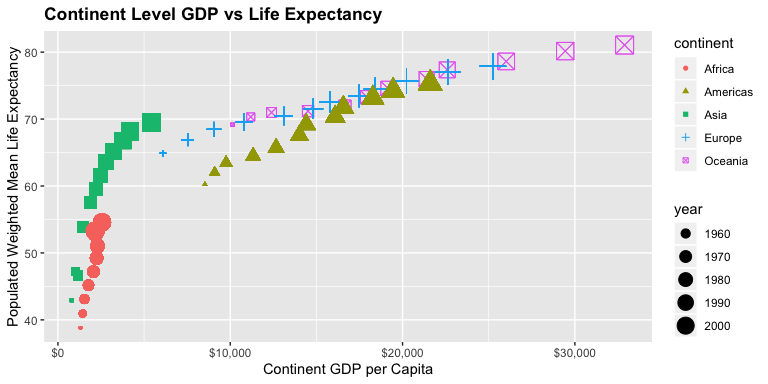 Continent Level GDP vs Life Expectancy
Populated Weighted Mean Life Expectancy
80
70
60
50
40
$0
$10,000
$20,000
$30,000
Continent GDP per Capita
continent
Africa
Americas
Asia
Europe
Oceania
year
1960
1970
1980
1990
2000